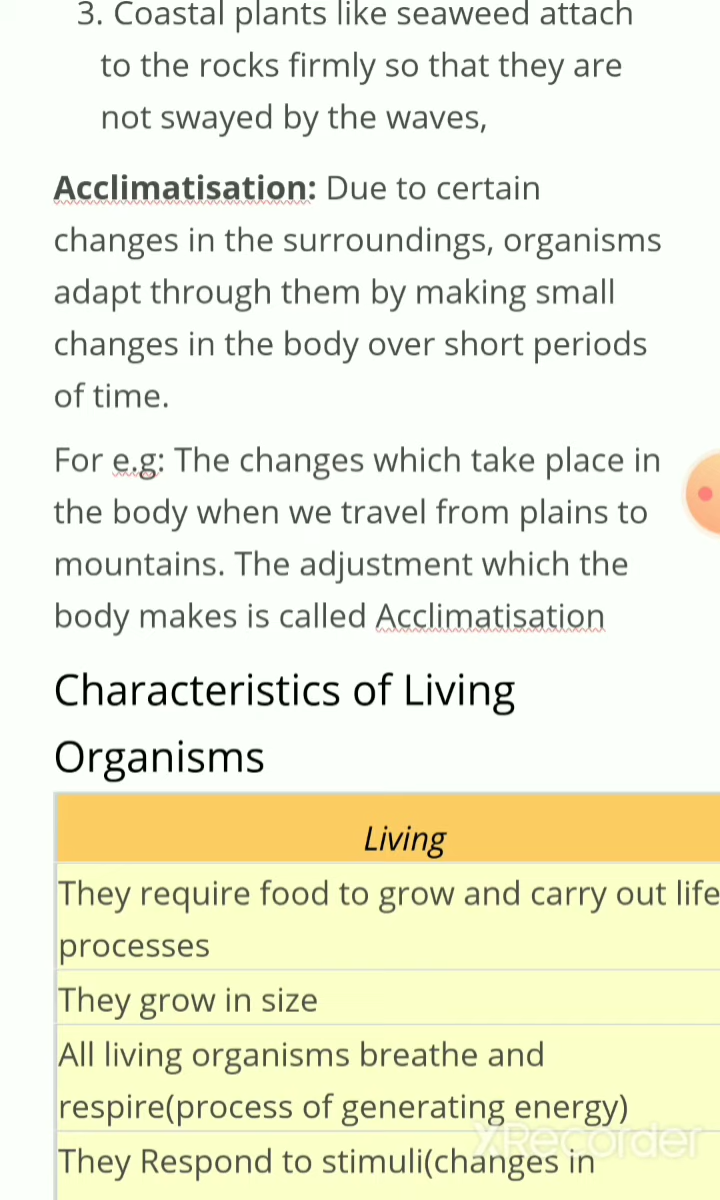 3. Coastal plants like seaweed attach
to the rocks firmly so that they are
not swayed by the waves,
Acclimatisation: Due to certain
changes in the surroundings, organisms
adapt through them by making small
changes in the body over short periods
of time.
For e.g: The changes which take place in
the body when we travel from plains to
mountains. The adjustment which the
body makes is called Acclimatisation
Characteristics of Living
Organisms
Living
They require food to grow and carry out life
processes
They grow in size
All living organisms breathe and
respire(process of generating energy)
They Respond to stimuli(changes in
XRecorder